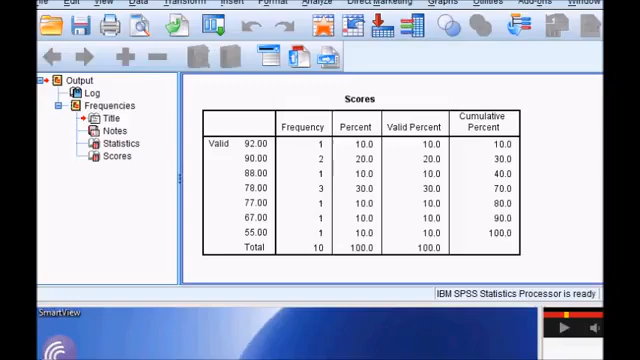 Edit View Data Transform Insert Format Analyze Direct Marketing Graphs Utilities Add-ons Window
Output
Log
Frequencies
Title
Notes
Statistics
Scores
Scores
Frequency Percent Valid Percent Cumulative Percent
Valid 92.00 1 10.0 10.0 10.0
90.00 2 20.0 20.0 30.0
88.00 1 10.0 10.0 40.0
78.00 3 30.0 30.0 70.0
77.00 1 10.0 10.0 80.0
67.00 1 10.0 10.0 90.0
55.00 1 10.0 10.0 100.0
Total 10 100.0 100.0
IBM SPSS Statistics Processor is ready
SmartView